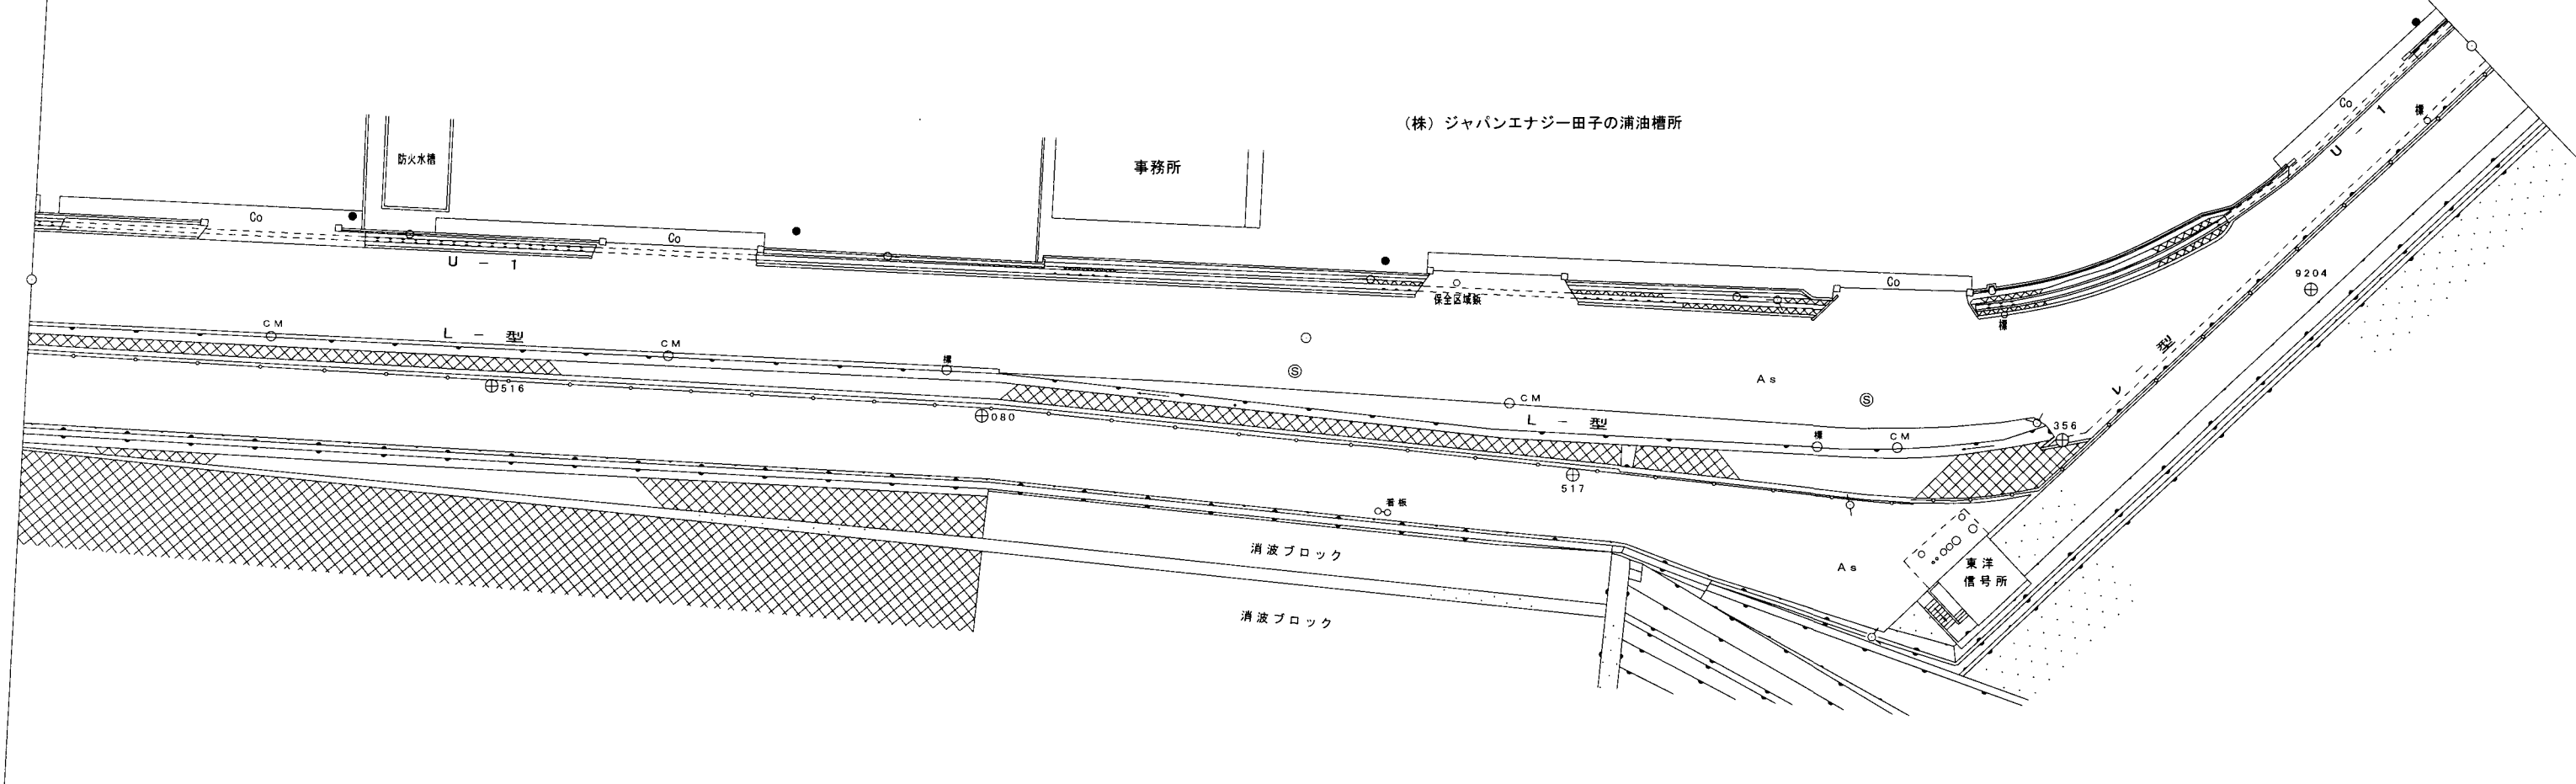 (株)ジャパンエナジー田子の浦油槽所
防火水槽
事務所
Co
Co
Co
Co
U-1
U-1
標
9204
保全区域鋲
標
CM
L-型
CM
標
CM
As
S
S
L-型
標
CM
356
L-型
516
080
517
看板
消波ブロック
消波ブロック
As
東洋
信号所